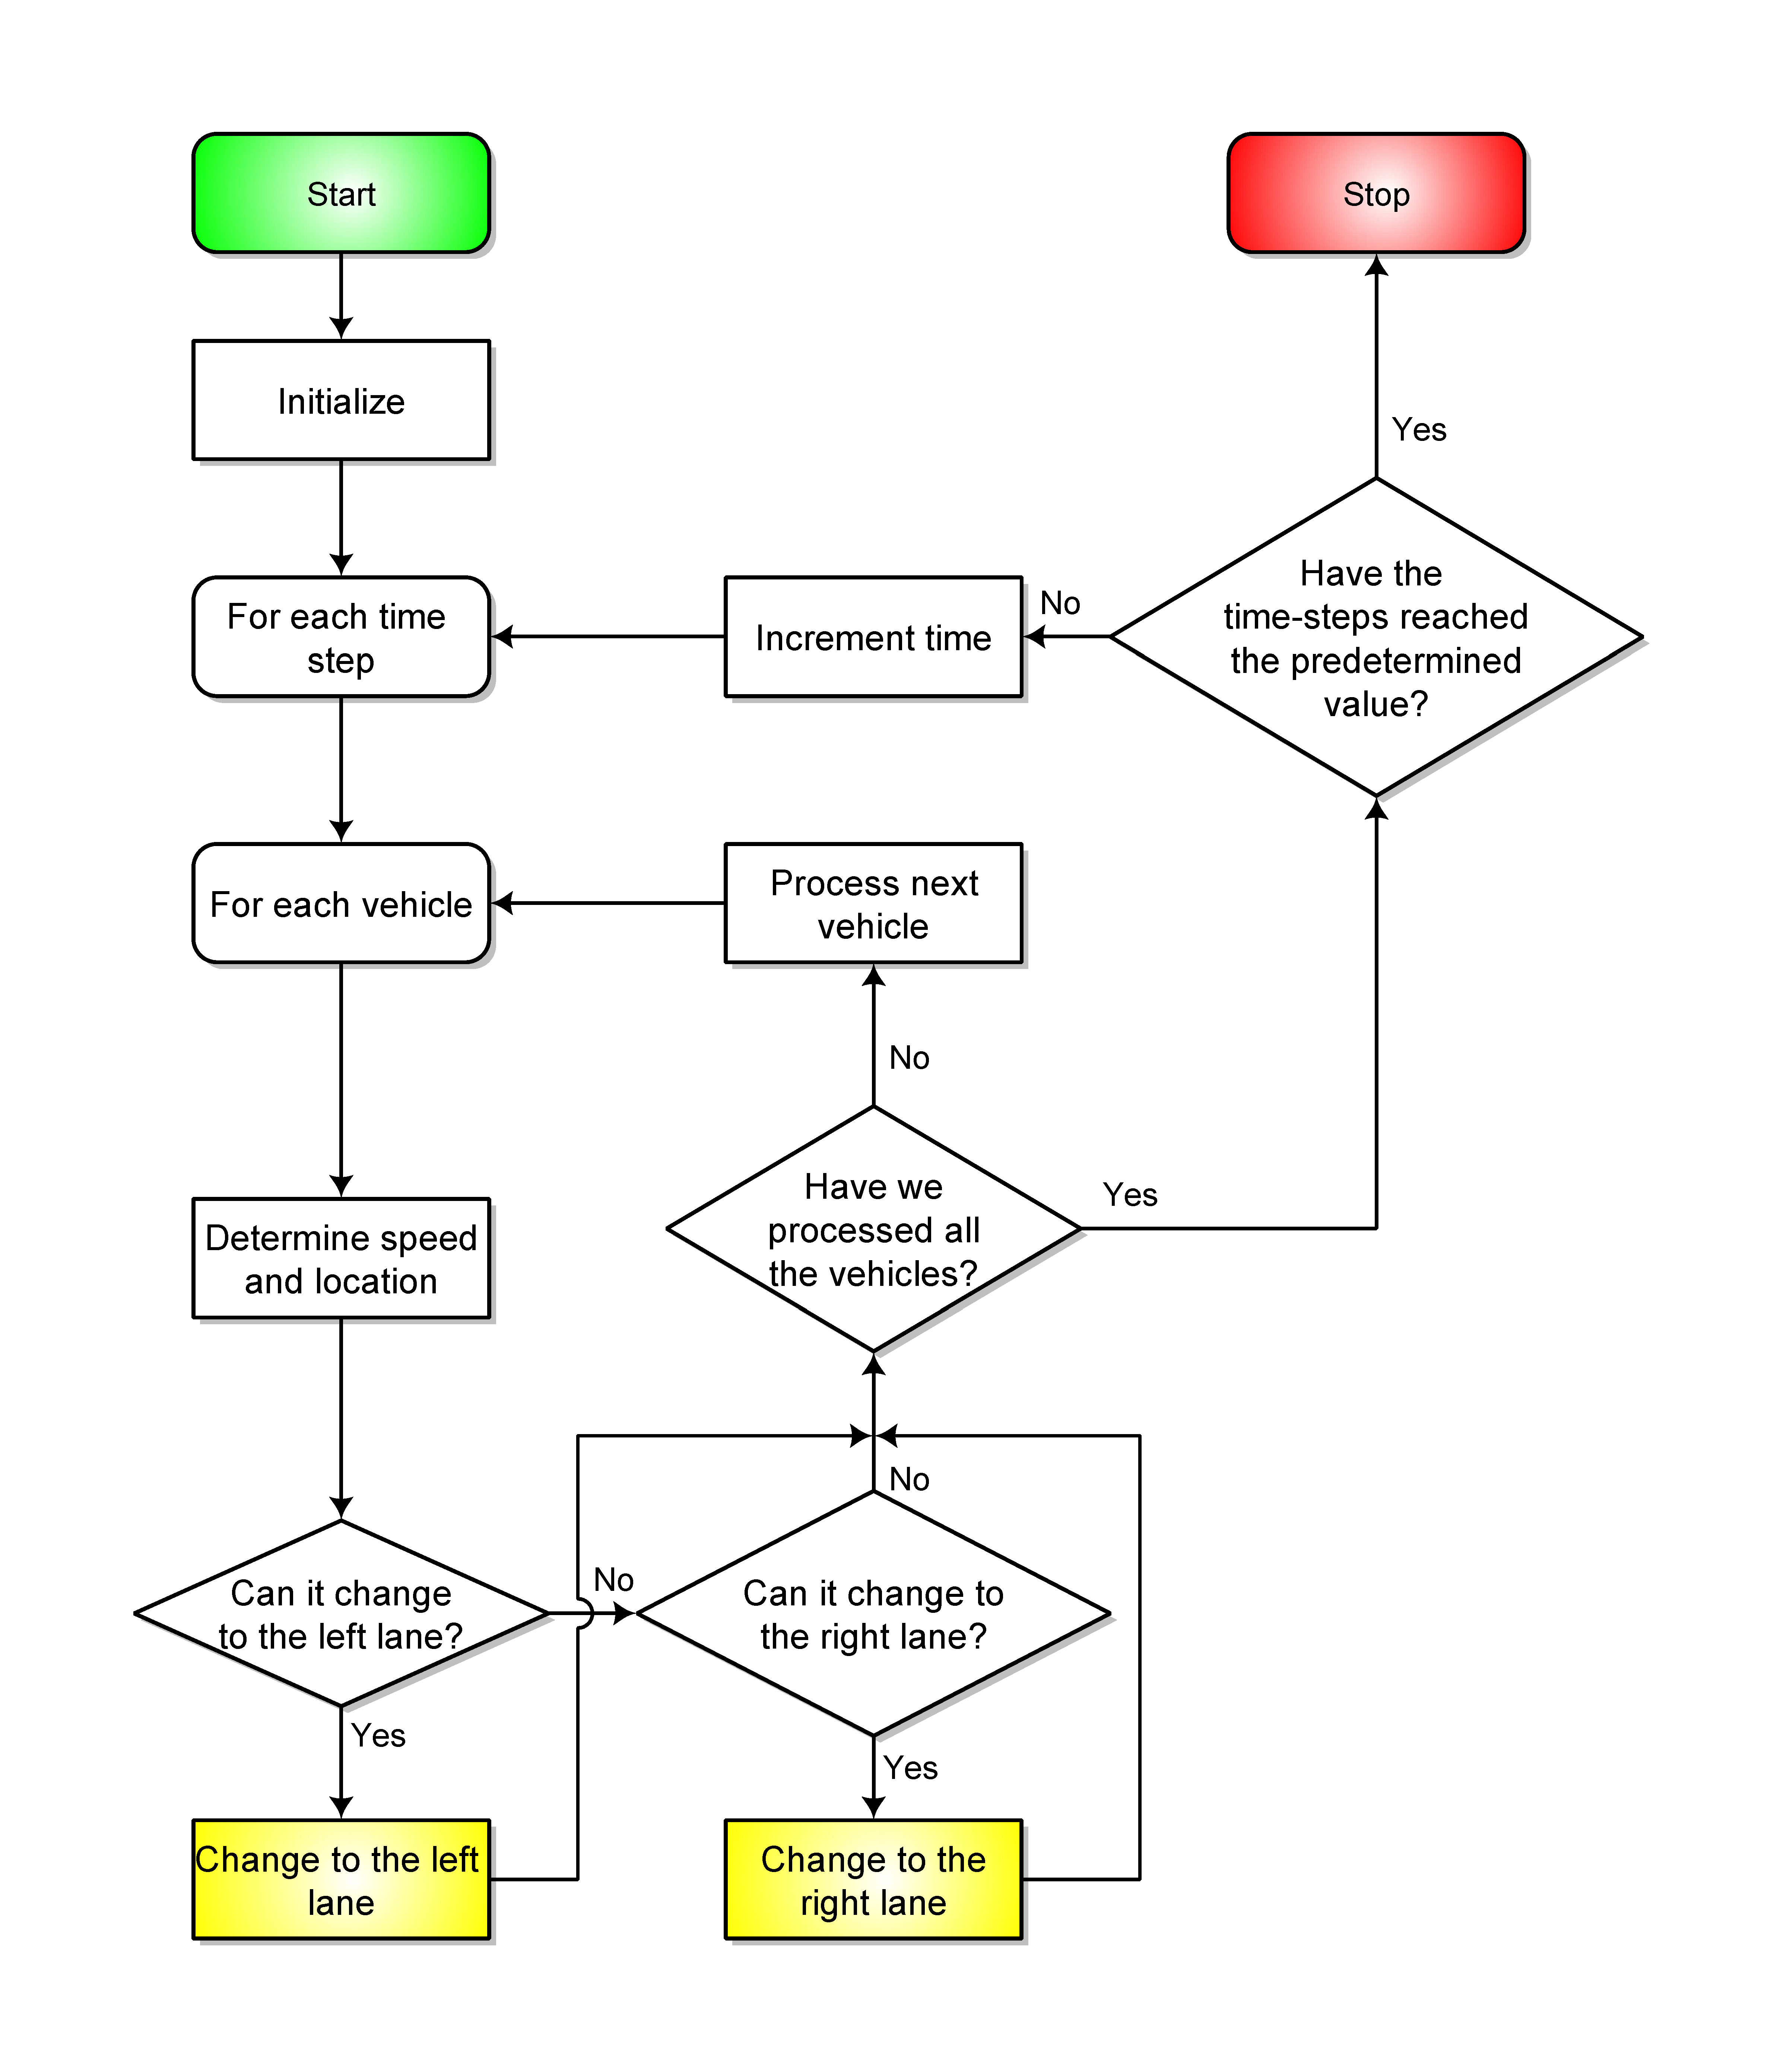 Start
Stop
Initialize
Yes
For each time
step
Increment time
No
Have the
time-steps reached
the predetermined
value?
For each vehicle
Process next
vehicle
No
Have we
processed all
the vehicles?
Yes
Determine speed
and location
No
Can it change
to the left lane?
No
Can it change to
the right lane?
Yes
Yes
Change to the left
lane
Change to the
right lane